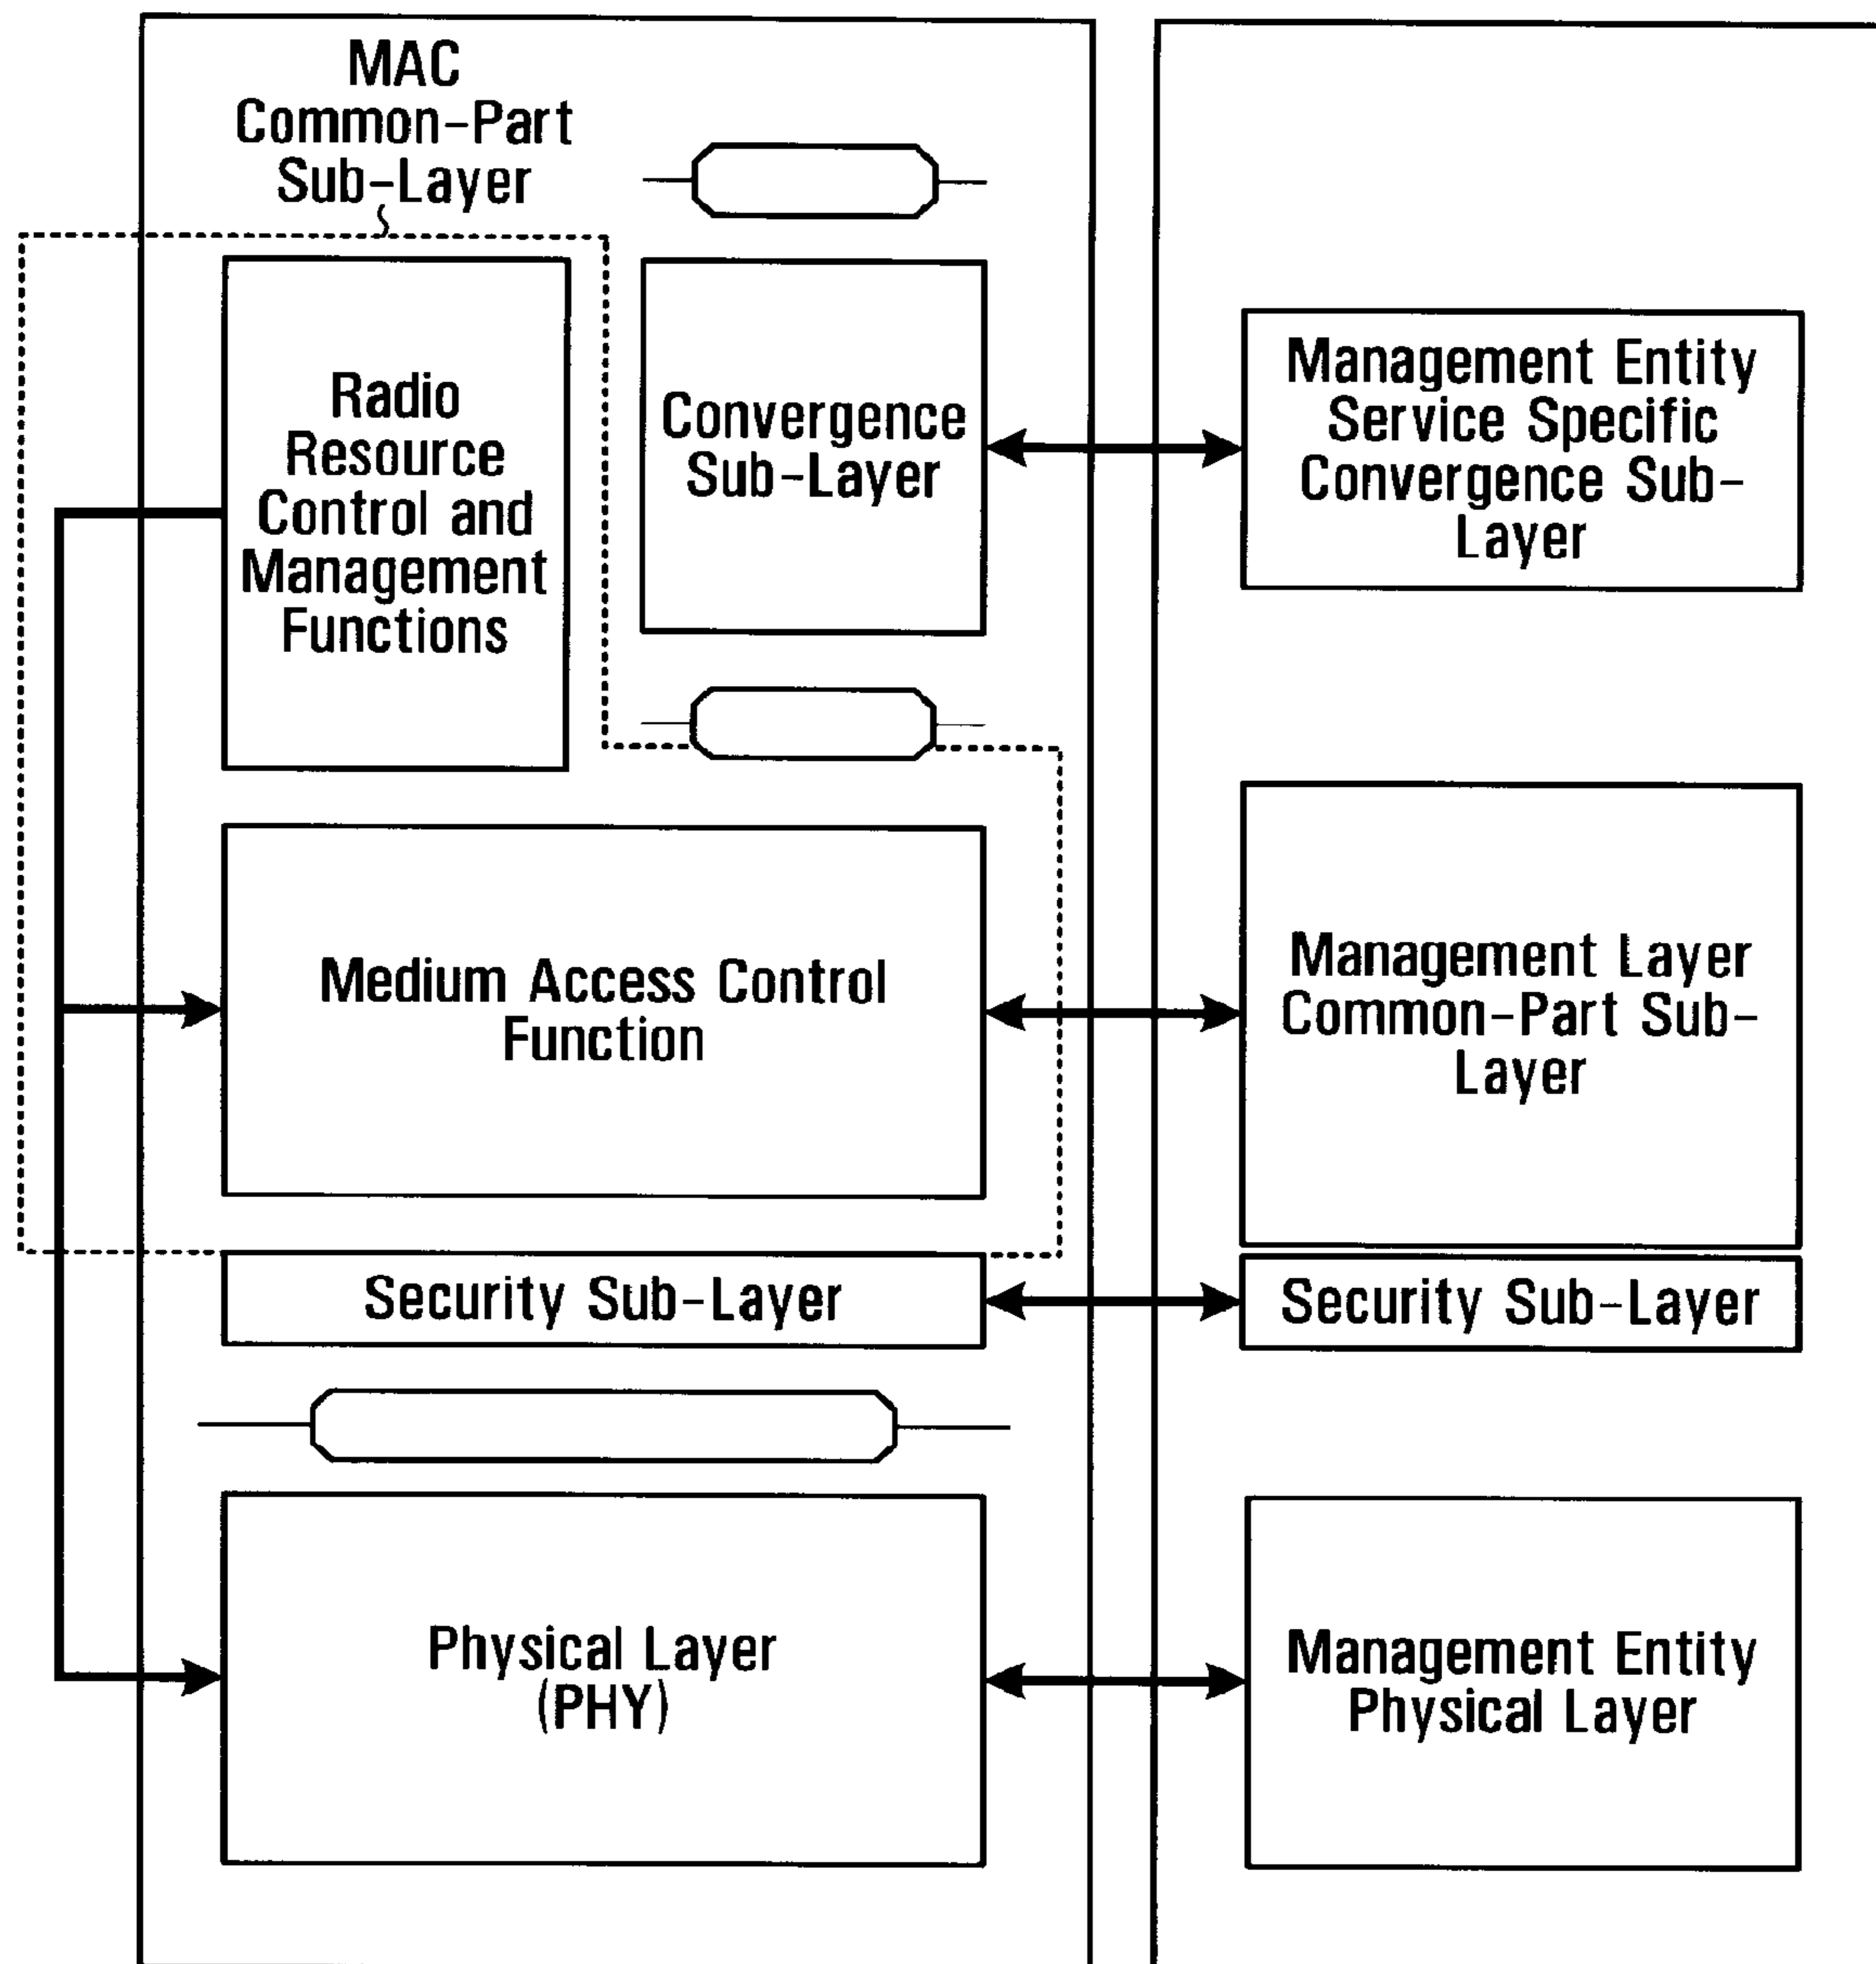 MAC
Common-Part
Sub-Layer
Radio
Resource
Control and
Management
Functions
Convergence
Sub-Layer
Management Entity
Service Specific
Convergence Sub-
Layer
Medium Access Control
Function
Management Layer
Common-Part Sub-
Layer
Security Sub-Layer
Security Sub-Layer
Physical Layer
(PHY)
Management Entity
Physical Layer